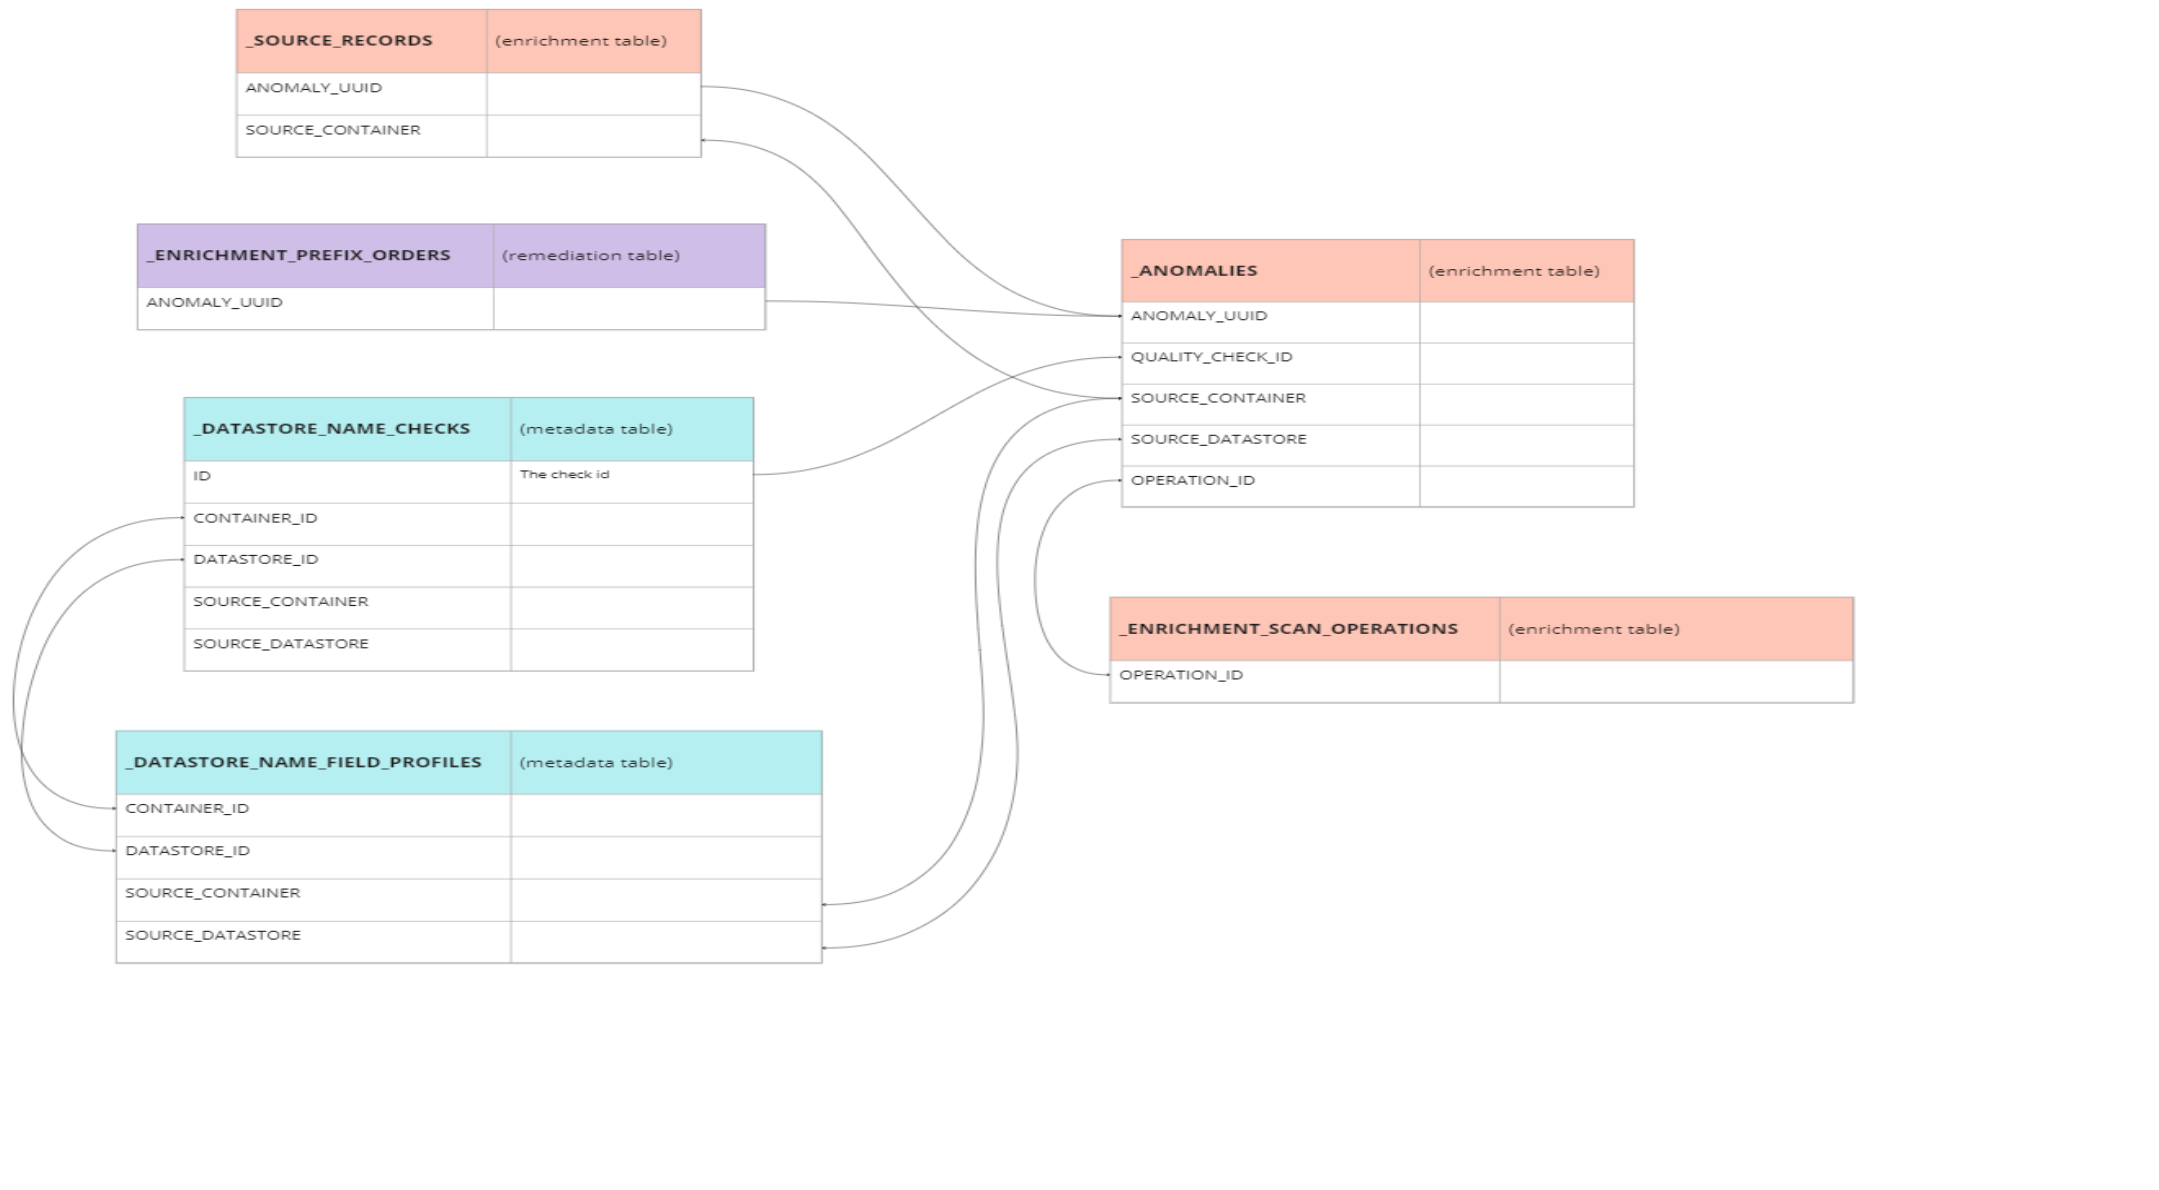 _SOURCE_RECORDS (enrichment table)
ANOMALY_UUID
SOURCE_CONTAINER
_ENRICHMENT_PREFIX_ORDERS (remediation table)
ANOMALY_UUID
_DATASTORE_NAME_CHECKS (metadata table)
ID The check id
CONTAINER_ID
DATASTORE_ID
SOURCE_CONTAINER
SOURCE_DATASTORE
_DATASTORE_NAME_FIELD_PROFILES (metadata table)
CONTAINER_ID
DATASTORE_ID
SOURCE_CONTAINER
SOURCE_DATASTORE
_ANOMALIES (enrichment table)
ANOMALY_UUID
QUALITY_CHECK_ID
SOURCE_CONTAINER
SOURCE_DATASTORE
OPERATION_ID
_ENRICHMENT_SCAN_OPERATIONS (enrichment table)
OPERATION_ID